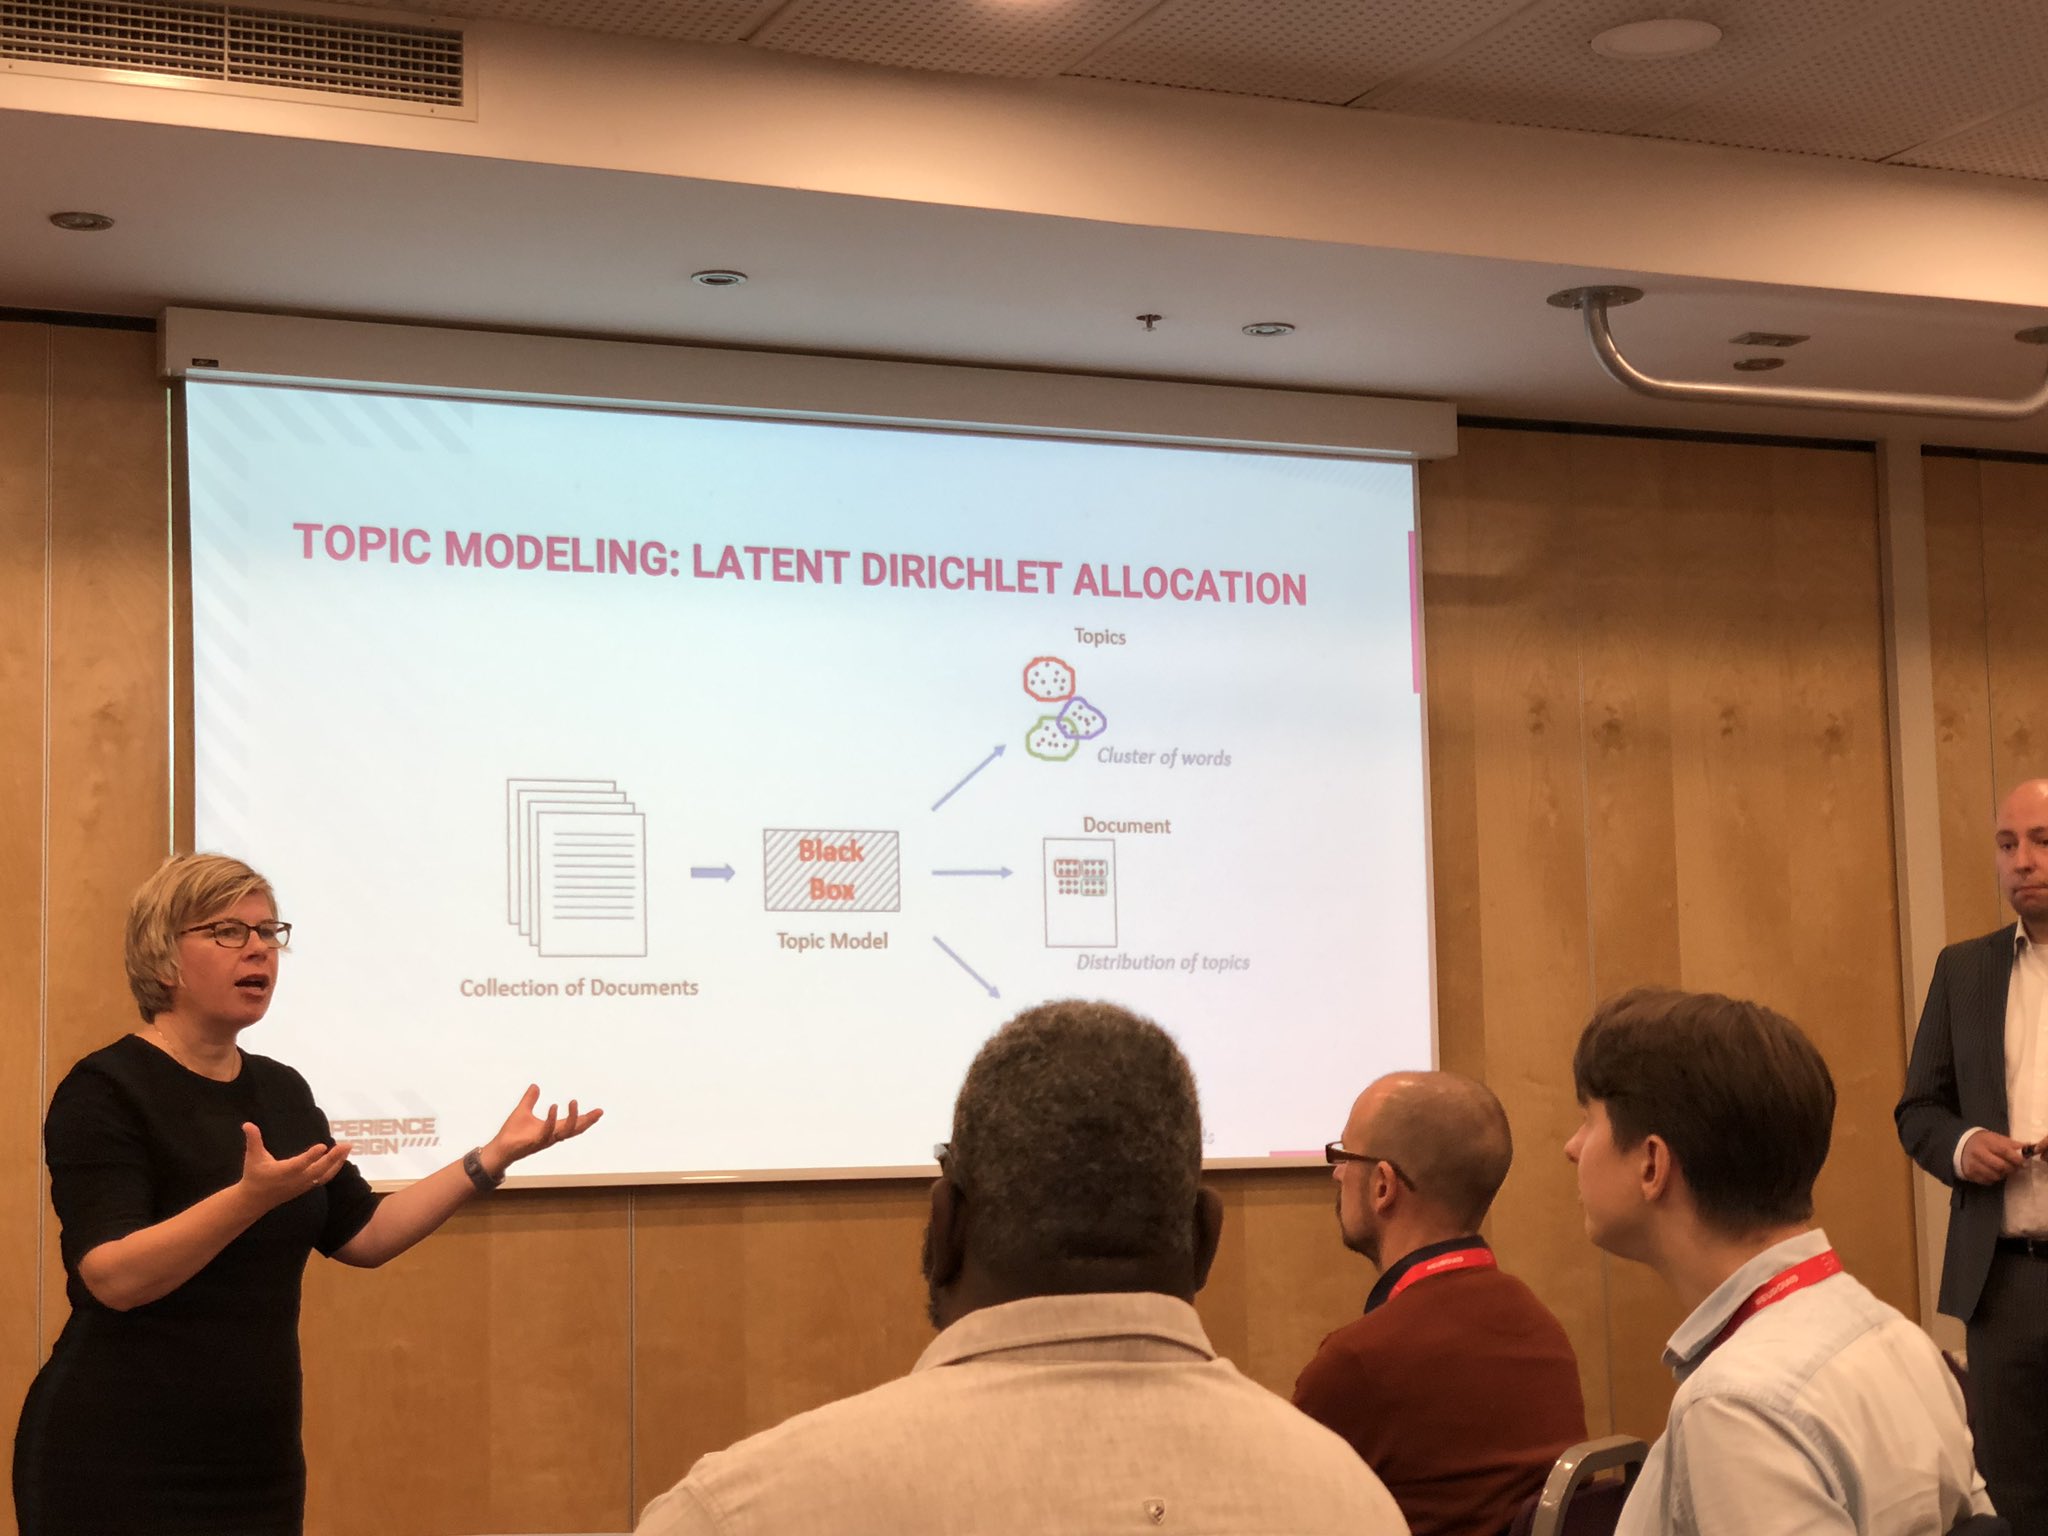 TOPIC MODELING: LATENT DIRICHLET ALLOCATION
Topics
Cluster of words
Document
Black
Box
Topic Model
Distribution of topics
Collection of Documents
PERIENCE
SIGN